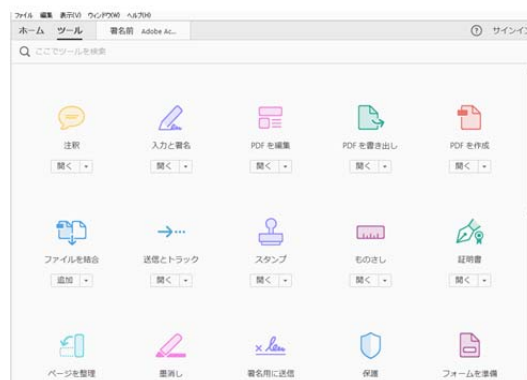 ファイル 編集 表示(V) ウィンドウ(W) ヘルプ(H)
ホーム ツール 署名前 Adobe Ac... サインイン
ここでツールを検索
注釈 入力と署名 PDF を編集 PDF を書き出し PDF を作成
開く 開く 開く 開く 開く
ファイルを結合 送信とトラック スタンプ ものさし 証明書
追加 開く 開く 開く 開く
ページを整理 墨消し 署名用に送信 保護 フォームを準備